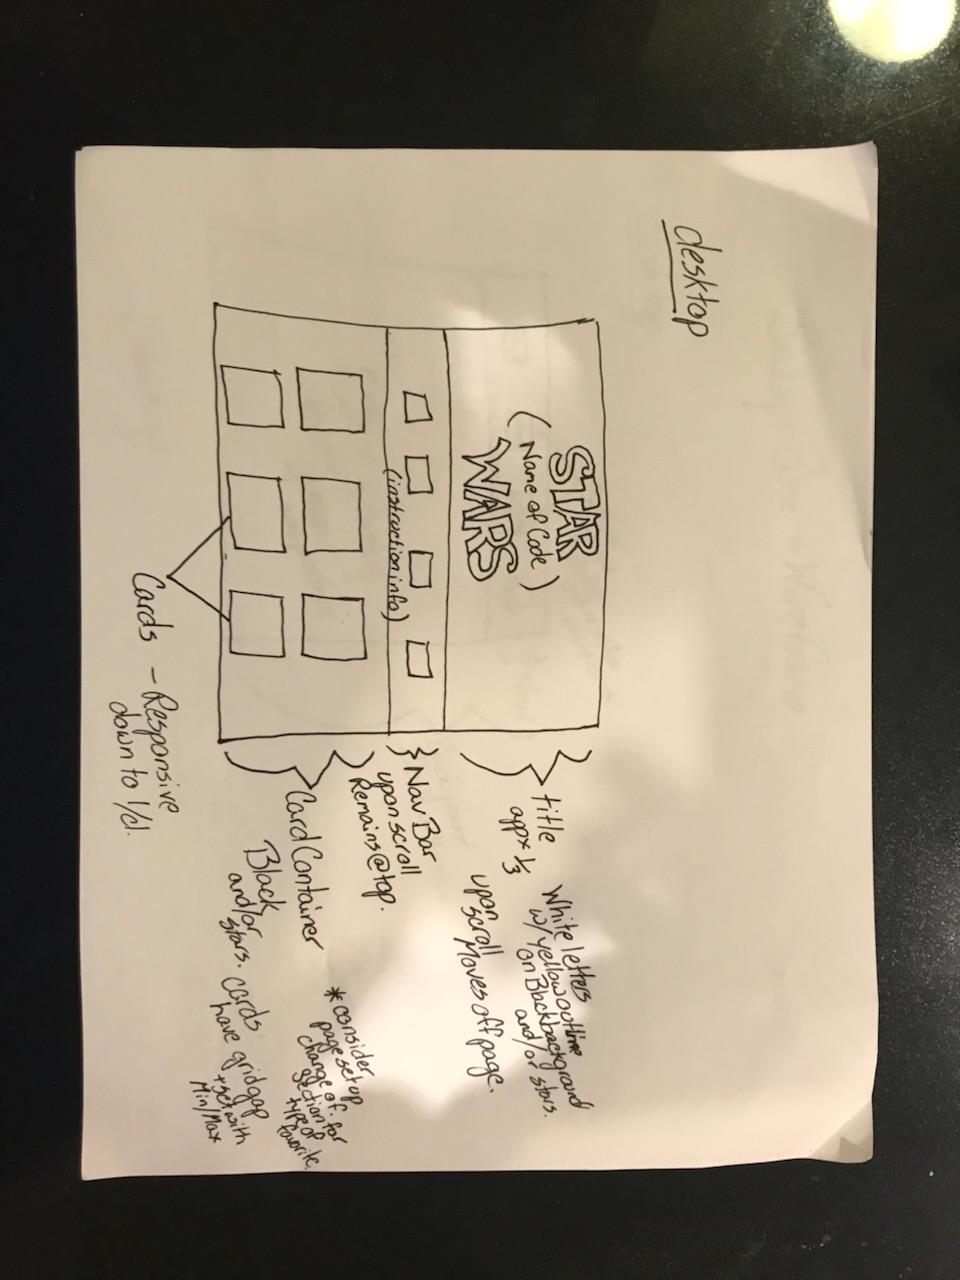 desktop
STAR
(Name of Code)
WARS
(instruction info)
title
appx 1/3
White letters
w/ yellow outline
on Black background
and/or stars.
upon
scroll
Moves off page.
Nav Bar
upon scroll
Remains @ top.
Card Container
Black
and/or
stars. cards
have gridgap
+ set with
Min/Max
*consider
page set up
change of. for
section of
type of
favorite.
Cards - Responsive
down to